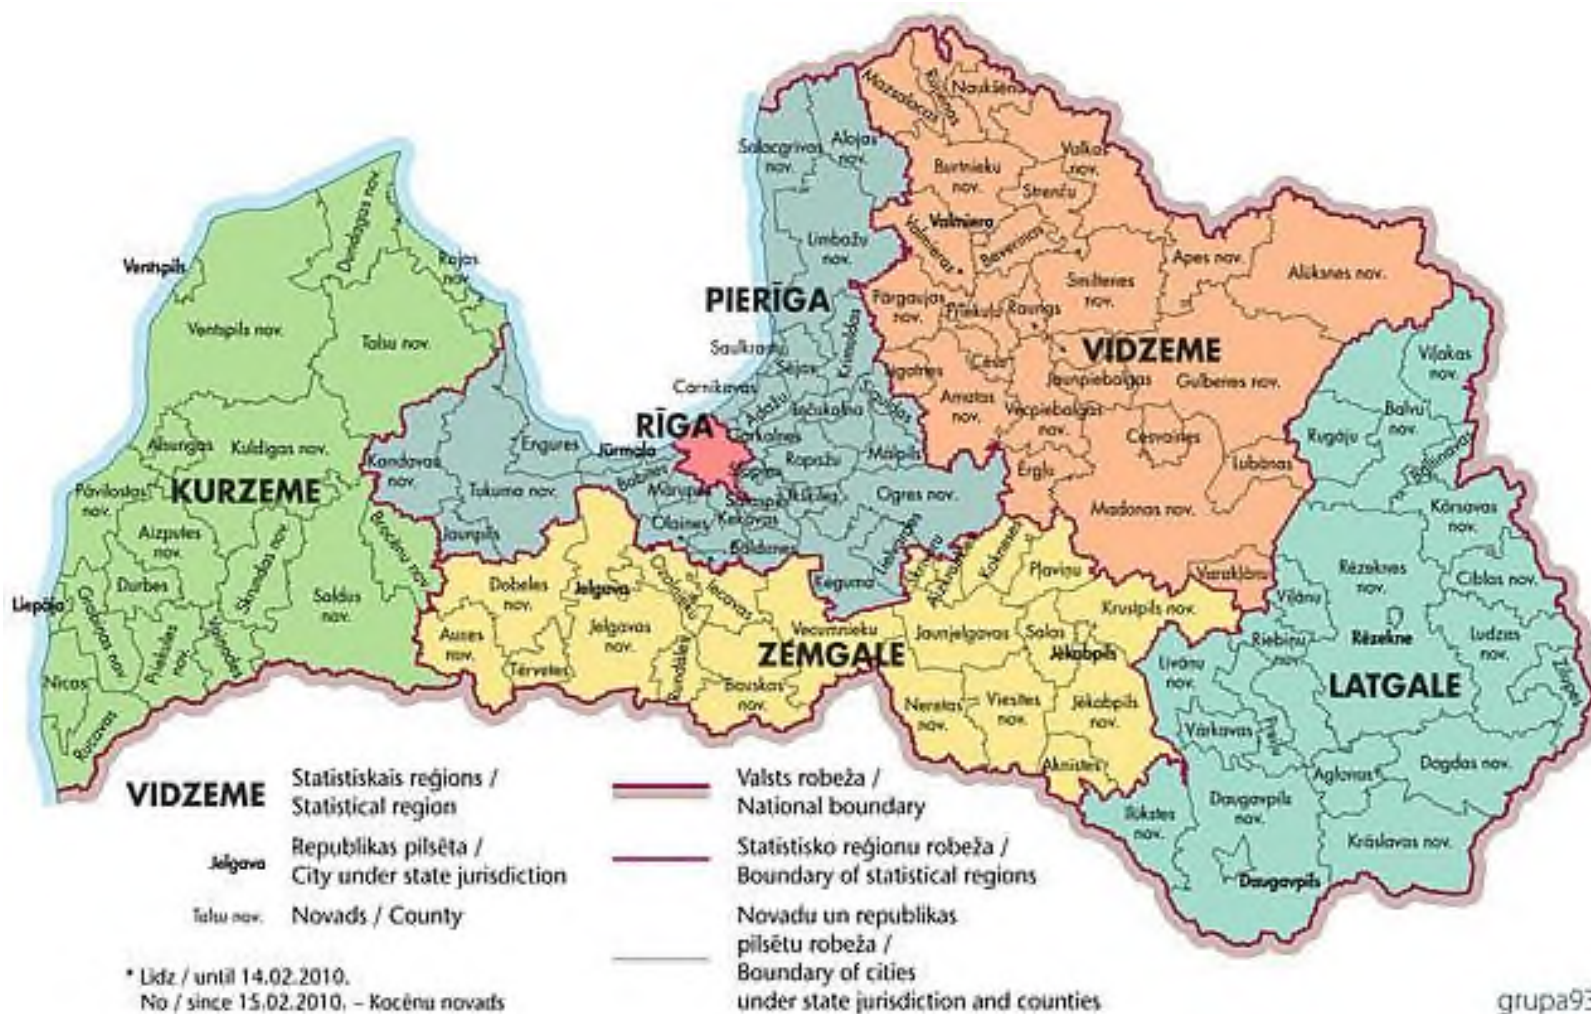 Mazsalacas
Rūjienas
Naukšēnu
Salacgrīvas
nov.
Alojas
nov.
Burtnieku
nov.
Valkas
nov.
Strenču
Dundagas nov.
Valmiera
Valmieras*
Beverīnas
Limbažu
nov.
Rojas
nov.
Ventspils
Smiltenes
nov.
Apes nov.
Alūksnes nov.
PIERĪGA
Pārgaujas
nov.
Priekuļu
Raunas
Ventspils nov.
Talsu nov.
Krimuldas
Saulkrastu
Sējas
VIDZEME
Viļakas
nov.
Līgatnes
Cēsu
Jaunpiebalgas
Gulbenes nov.
Carnikavas
Ādažu
Inčukalna
Siguldas
Amatas
nov.
Vecpiebalgas
nov.
RĪGA
Garkalnes
Cesvaines
Rugāju
Balvu
nov.
Baltinavas
Alsungas
Kuldīgas nov.
Kandavas
nov.
Engures
Jūrmala
Babītes
Ropažu
Mālpils
Ērgļu
Lubānas
Pāvilostas
nov.
KURZEME
Tukuma nov.
Mārupes
Salaspils
Ikšķiles
Ogres nov.
Madonas nov.
Kārsavas
nov.
Aizputes
nov.
Skrundas nov.
Brocēnu nov.
Jaunpils
Olaines
Ķekavas
Baldones
Lielvārdes
Kokneses
Pļaviņu
Varakļānu
Rēzeknes
nov.
Ciblas nov.
Durbes
Grobiņas nov
Saldus
nov.
Dobeles
nov.
Jelgava
Ozolnieku
Iecavas
Ķeguma
Skrīveru
Aizkraukles
Krustpils nov.
Viļānu
Liepāja
Priekules
nov.
Vaiņodes
Auces
nov.
Jelgavas
nov.
Vecumnieku
Jaunjelgavas
Salas
Jēkabpils
Riebiņu
nov.
Rēzekne
Ludzas
nov.
Nīcas
Tērvetes
Rundāles
ZEMGALE
Bauskas
nov.
Neretas
nov.
Viesītes
nov.
Jēkabpils
nov.
Līvānu
nov.
LATGALE
Zilupes
Rucavas
Vārkavas
Preiļu
Aknīstes
Aglonas
Dagdas nov.
Ilūkstes
nov.
Daugavpils
nov.
Krāslavas nov.
Daugavpils
VIDZEME
Statistiskais reģions /
Statistical region
Jelgava
Republikas pilsēta /
City under state jurisdiction
Talsu nov.
Novads / County
* Līdz / until 14.02.2010.
No / since 15.02.2010. – Kocēnu novads
Valsts robeža /
National boundary
Statistisko reģionu robeža /
Boundary of statistical regions
Novadu un republikas
pilsētu robeža /
Boundary of cities
under state jurisdiction and counties
grupa93